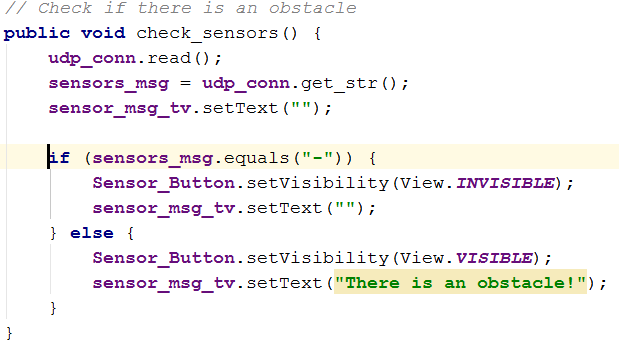 // Check if there is an obstacle
public void check_sensors() {
    udp_conn.read();
    sensors_msg = udp_conn.get_str();
    sensor_msg_tv.setText("");

    if (sensors_msg.equals("-")) {
        Sensor_Button.setVisibility(View.INVISIBLE);
        sensor_msg_tv.setText("");
    } else {
        Sensor_Button.setVisibility(View.VISIBLE);
        sensor_msg_tv.setText("There is an obstacle!");
    }
}